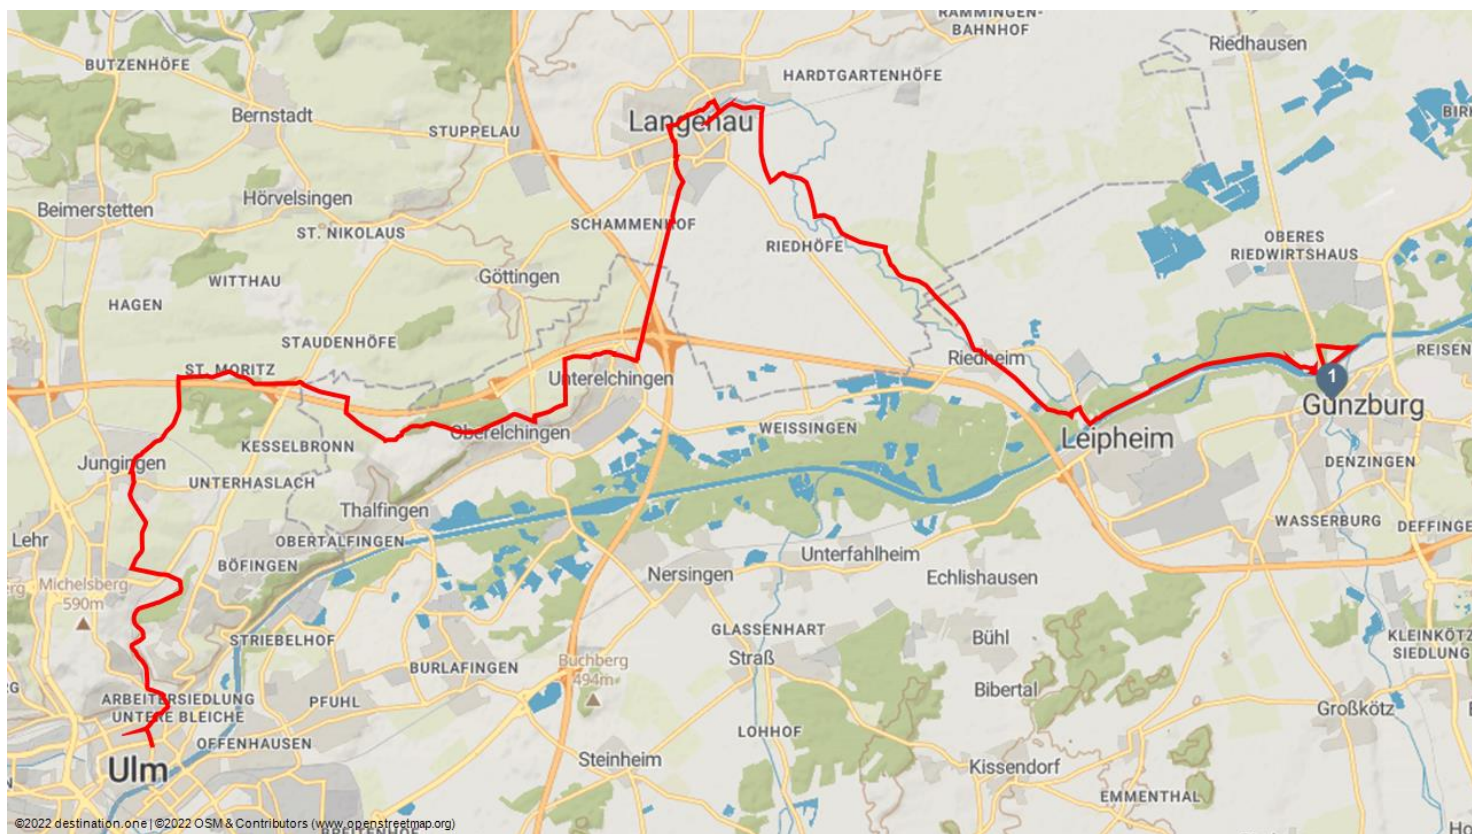 RAMMINGEN-
BAHNHOF
Riedhausen
BUTZENHÖFE
HARDTGARTENHÖFE
Bernstadt
Langenau
STUPPELAU
Hörvelsingen
Beimerstetten
SCHAMMENHOF
ST. NIKOLAUS
RIEDHÖFE
OBERES
RIEDWIRTSHAUS
Göttingen
WITTHAU
HAGEN
STAUDENHÖFE
REISEN
Riedheim
ST. MORITZ
Unterelchingen
1
Günzburg
Oberelchingen
WEISSINGEN
Leipheim
KESSELBRONN
Jungingen
DENZINGEN
UNTERHASLACH
Thalfingen
WASSERBURG
DEFFINGE
Lehr
OBERTALFINGEN
Unterfahlheim
BÖFINGEN
Nersingen
Echlishausen
Michelsberg
590m
GLASSENHART
Bühl
KLEINKÖTZ
SIEDLUNG
STRIEBELHOF
Straß
Buchberg
494m
BURLAFINGEN
Bibertal
ARBEITERSIEDLUNG
UNTERE BLEICHE
PFUHL
Großkötz
LOHHOF
OFFENHAUSEN
Steinheim
Kissendorf
Ulm
EMMENTHAL
©2022 destination.one | ©2022 OSM & Contributors (www.openstreetmap.org)